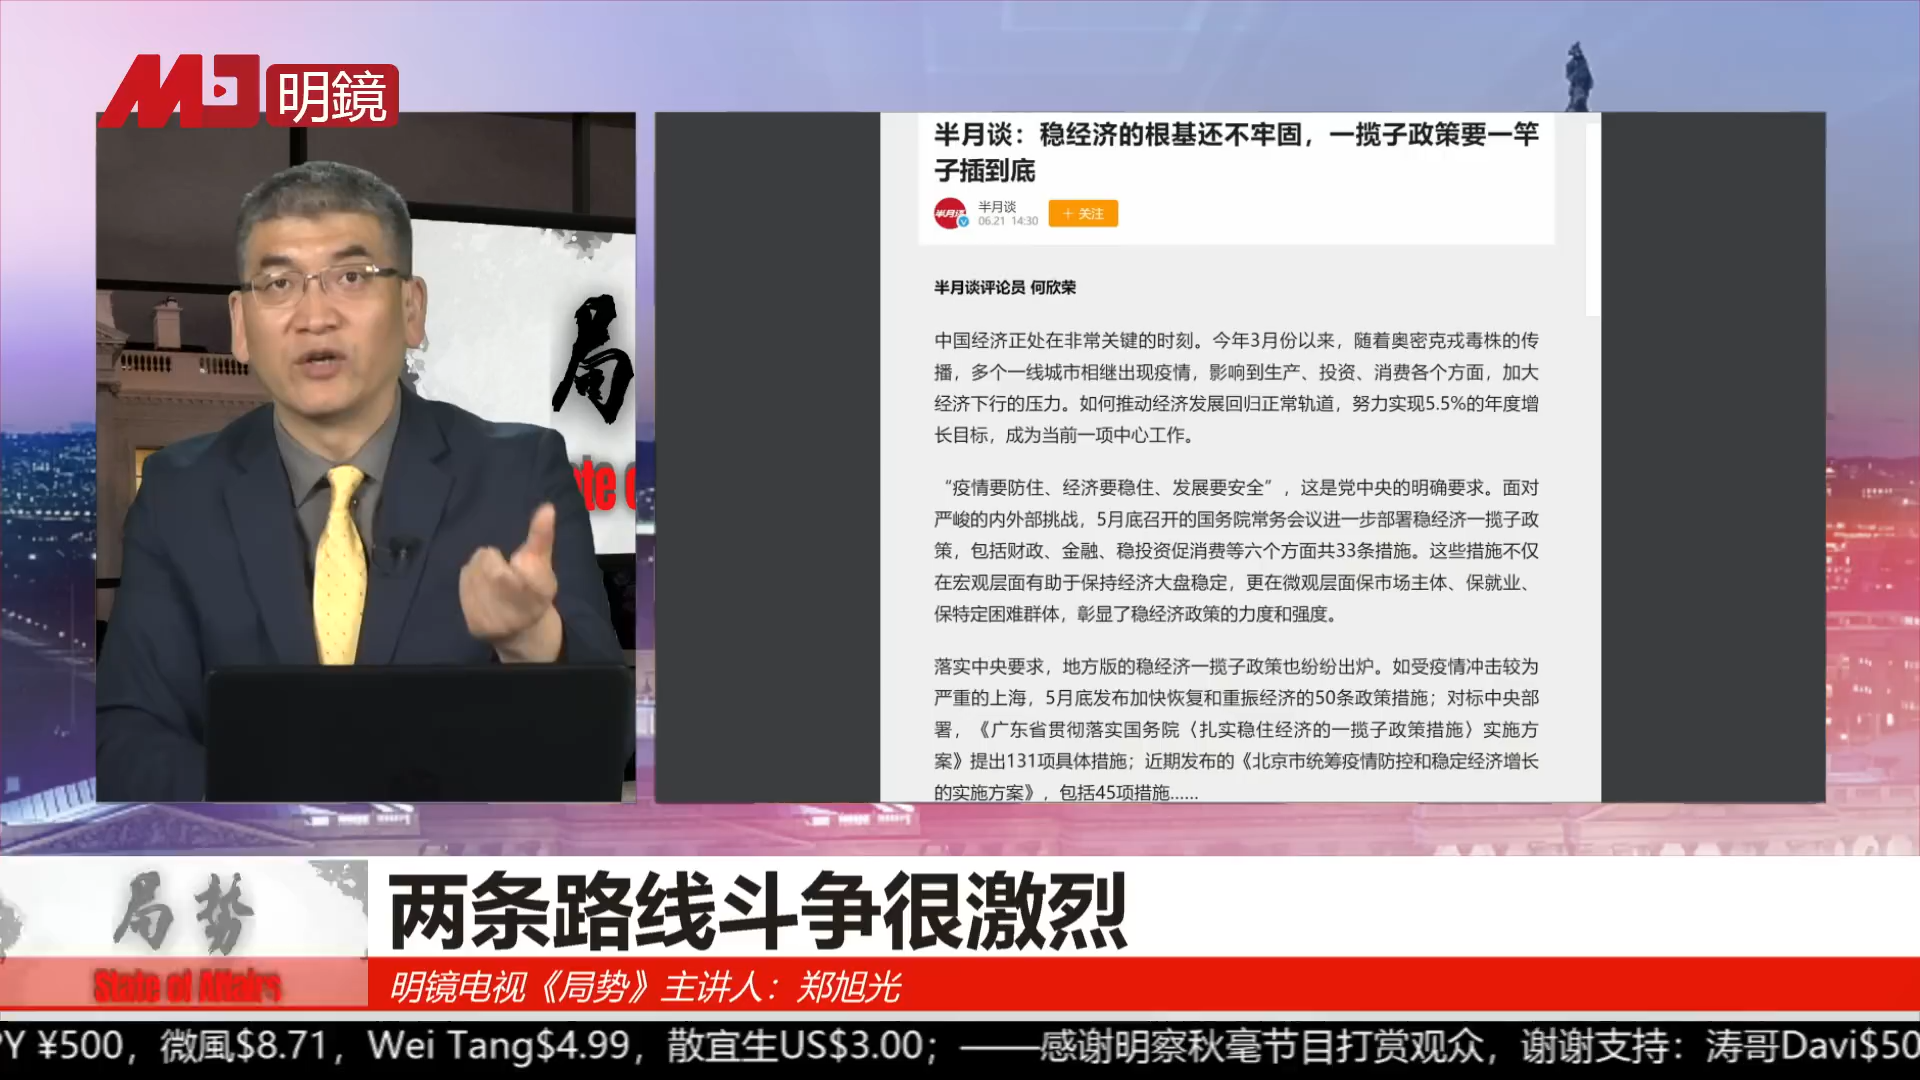 明鏡
局
te o
半月谈：稳经济的根基还不牢固，一揽子政策要一竿
子插到底
半月谈
半月谈
06.21 14:30
＋ 关注
半月谈评论员 何欣荣
中国经济正处在非常关键的时刻。今年3月份以来，随着奥密克戎毒株的传
播，多个一线城市相继出现疫情，影响到生产、投资、消费各个方面，加大
经济下行的压力。如何推动经济发展回归正常轨道，努力实现5.5%的年度增
长目标，成为当前一项中心工作。
“疫情要防住、经济要稳住、发展要安全”，这是党中央的明确要求。面对
严峻的内外部挑战，5月底召开的国务院常务会议进一步部署稳经济一揽子政
策，包括财政、金融、稳投资促消费等六个方面共33条措施。这些措施不仅
在宏观层面有助于保持经济大盘稳定，更在微观层面保市场主体、保就业、
保特定困难群体，彰显了稳经济政策的力度和强度。
落实中央要求，地方版的稳经济一揽子政策也纷纷出炉。如受疫情冲击较为
严重的上海，5月底发布加快恢复和重振经济的50条政策措施；对标中央部
署，《广东省贯彻落实国务院〈扎实稳住经济的一揽子政策措施〉实施方
案》提出131项具体措施；近期发布的《北京市统筹疫情防控和稳定经济增长
的实施方案》，包括45项措施……
局势
State of Affairs
两条路线斗争很激烈
明镜电视《局势》主讲人：郑旭光
PY ¥500，微風$8.71，Wei Tang$4.99，散宜生US$3.00；——感谢明察秋毫节目打赏观众，谢谢支持：涛哥Davi$50